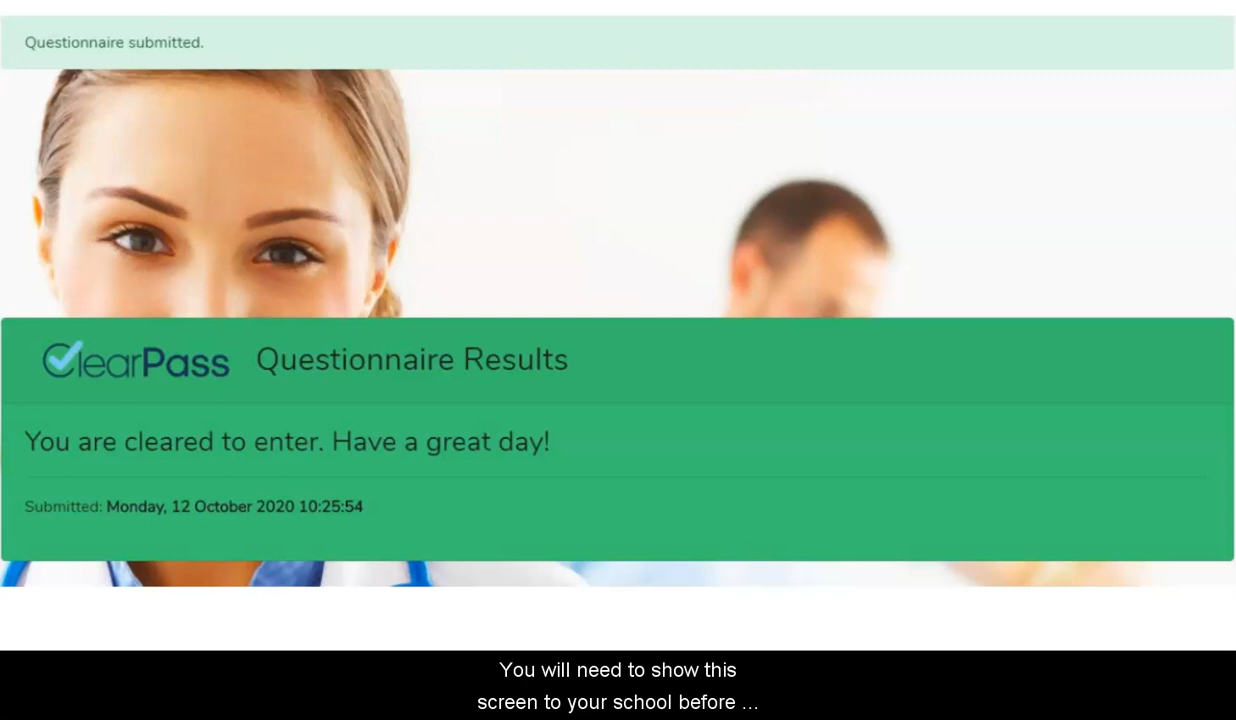 Questionnaire submitted.
ClearPass Questionnaire Results
You are cleared to enter. Have a great day!
Submitted: Monday, 12 October 2020 10:25:54
You will need to show this
screen to your school before ...